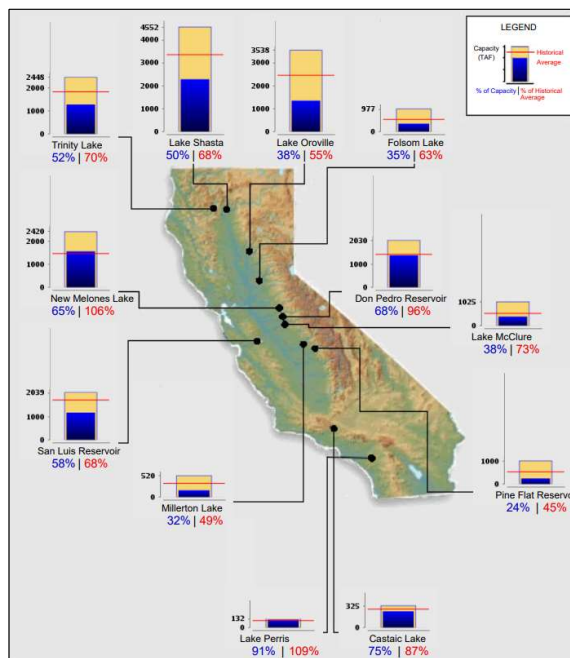 LEGEND
Capacity
(TAF)
Historical
Average
% of Capacity | % of Historical
Average
2448
2000
1000
0
Trinity Lake
52% | 70%
4552
4000
3000
2000
1000
0
Lake Shasta
50% | 68%
3538
3000
2000
1000
0
Lake Oroville
38% | 55%
977
0
Folsom Lake
35% | 63%
2420
2000
1000
0
New Melones Lake
65% | 106%
2030
1000
0
Don Pedro Reservoir
68% | 96%
1025
0
Lake McClure
38% | 73%
2039
1000
0
San Luis Reservoir
58% | 68%
520
0
Millerton Lake
32% | 49%
1000
0
Pine Flat Reservo
24% | 45%
132
0
Lake Perris
91% | 109%
325
0
Castaic Lake
75% | 87%